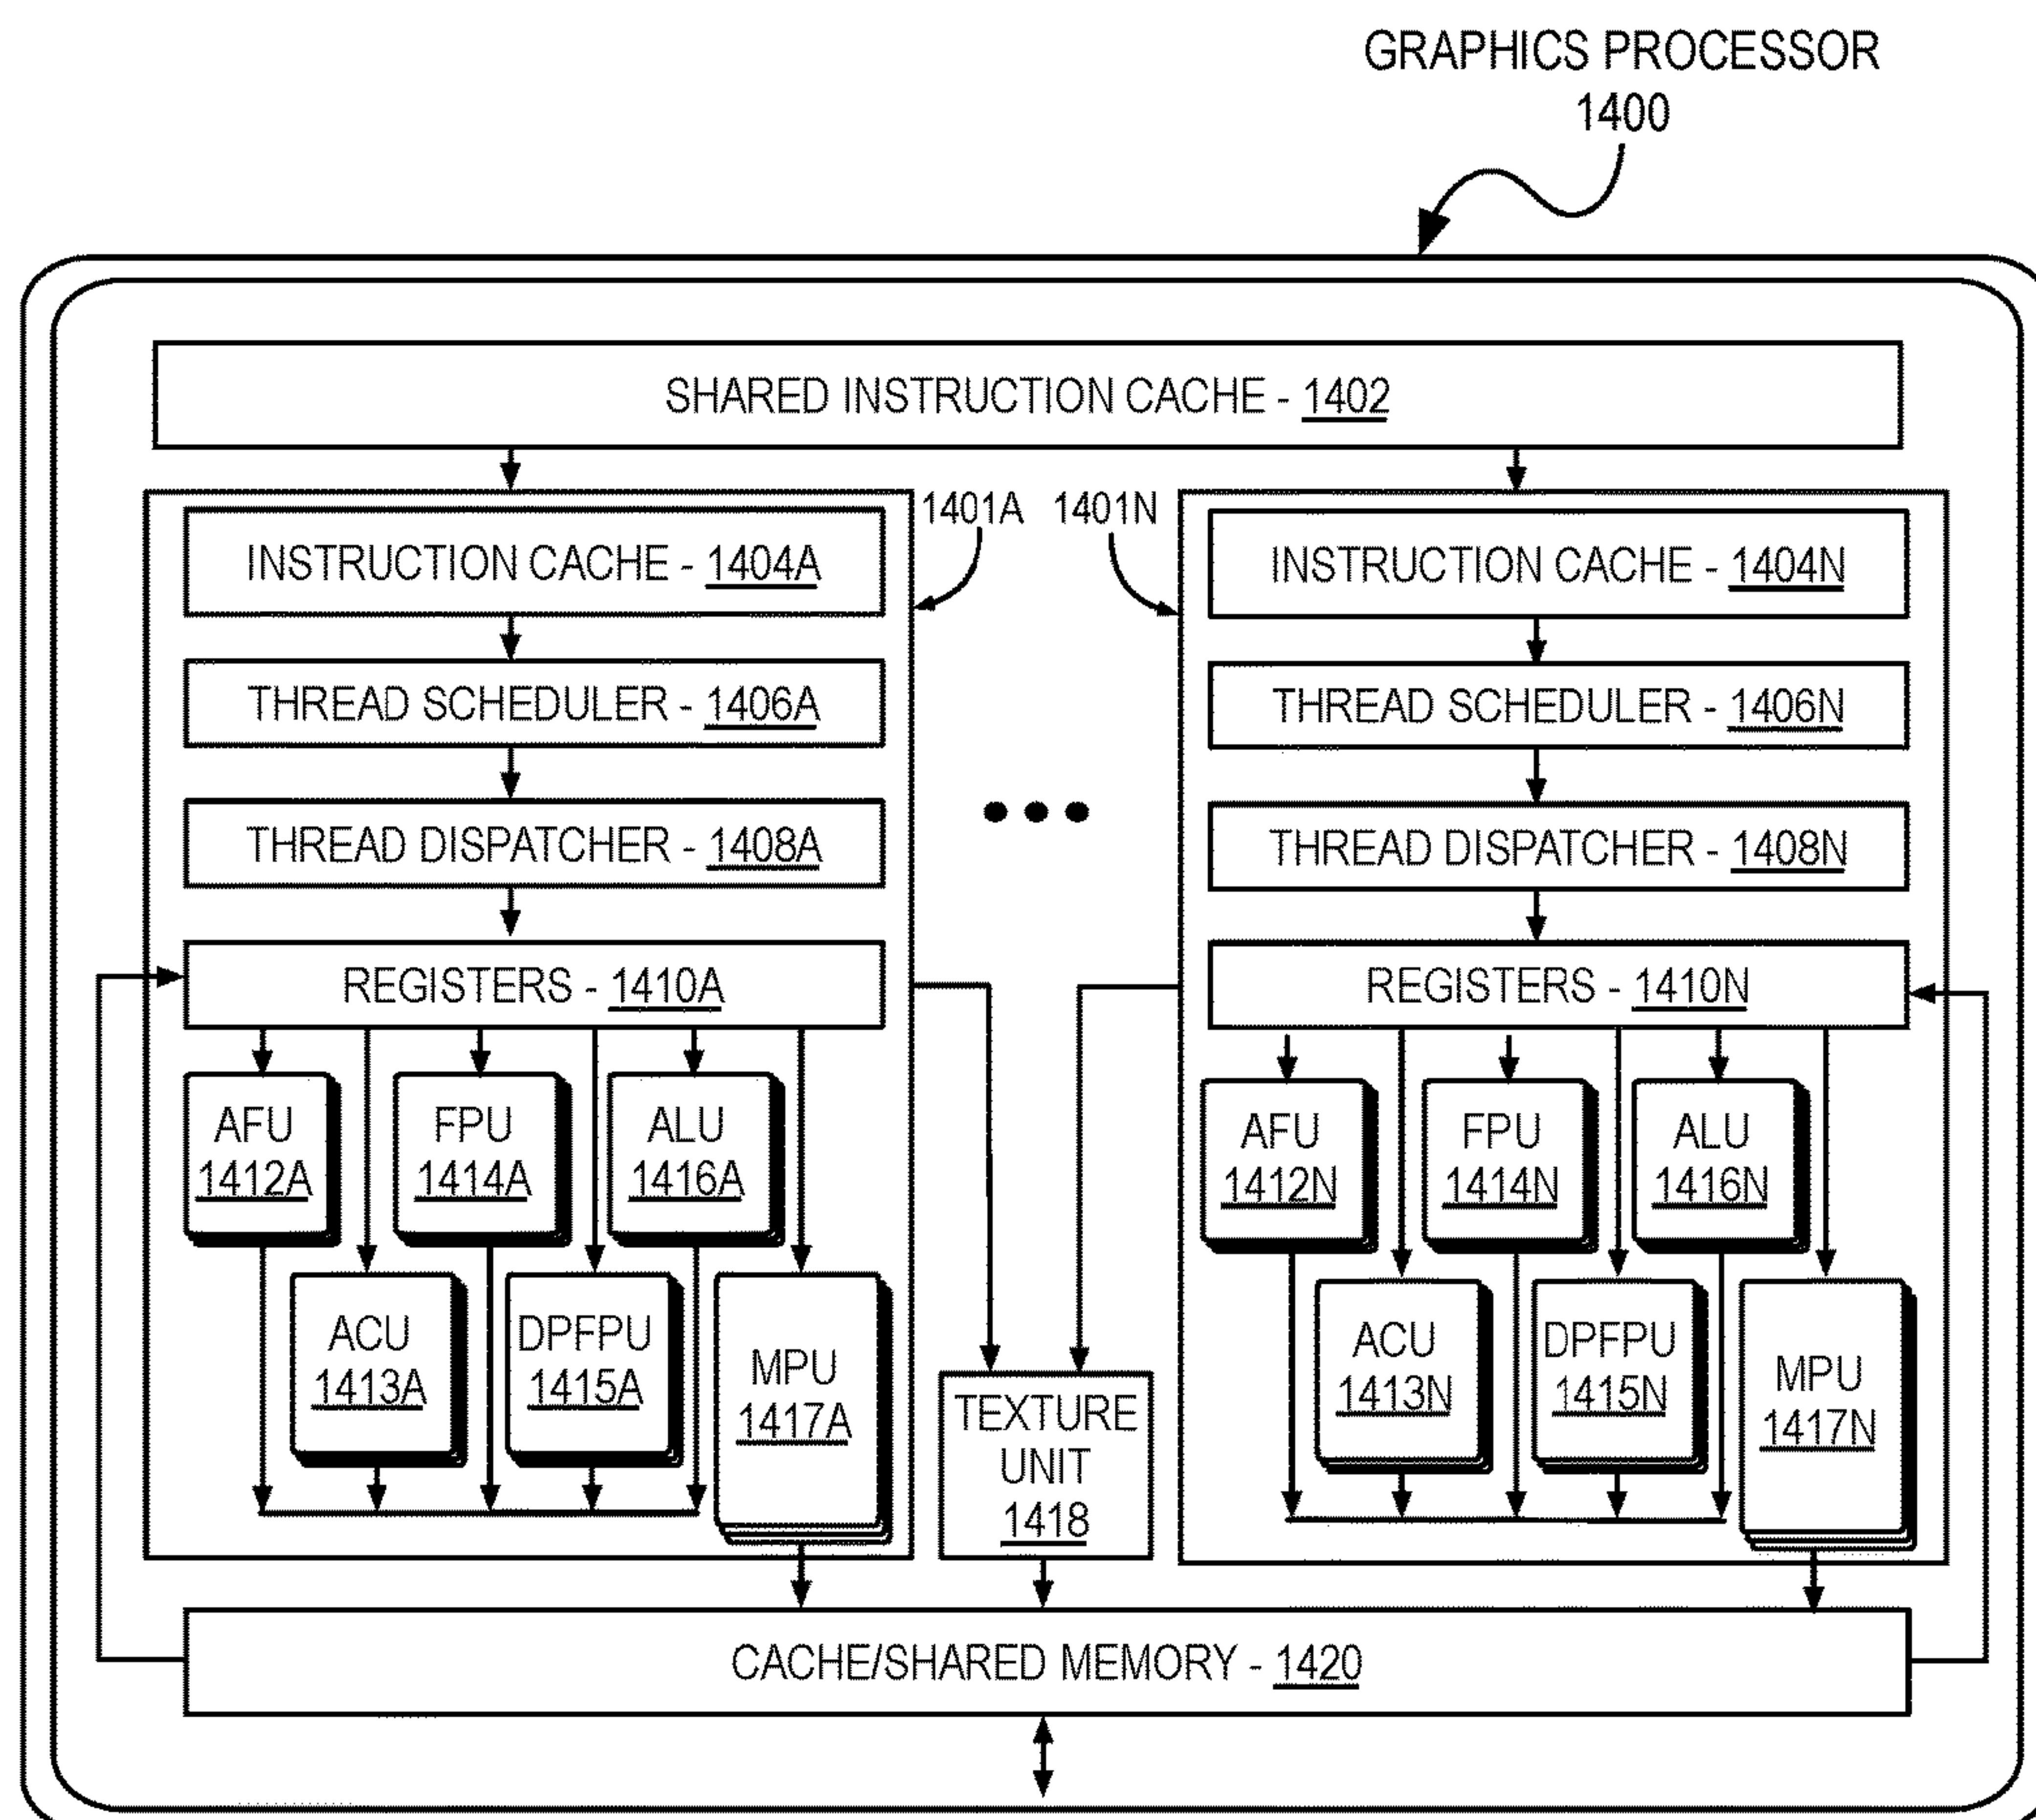 GRAPHICS PROCESSOR
1400
SHARED INSTRUCTION CACHE - 1402
1401A
1401N
INSTRUCTION CACHE - 1404A
THREAD SCHEDULER - 1406A
THREAD DISPATCHER - 1408A
REGISTERS - 1410A
AFU
1412A
FPU
1414A
ALU
1416A
ACU
1413A
DPFPU
1415A
MPU
1417A
TEXTURE
UNIT
1418
INSTRUCTION CACHE - 1404N
THREAD SCHEDULER - 1406N
THREAD DISPATCHER - 1408N
REGISTERS - 1410N
AFU
1412N
FPU
1414N
ALU
1416N
ACU
1413N
DPFPU
1415N
MPU
1417N
CACHE/SHARED MEMORY - 1420